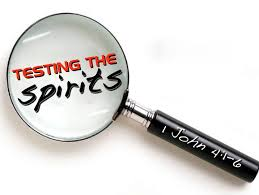 TESTING THE
spirits
1 John 4:1-6